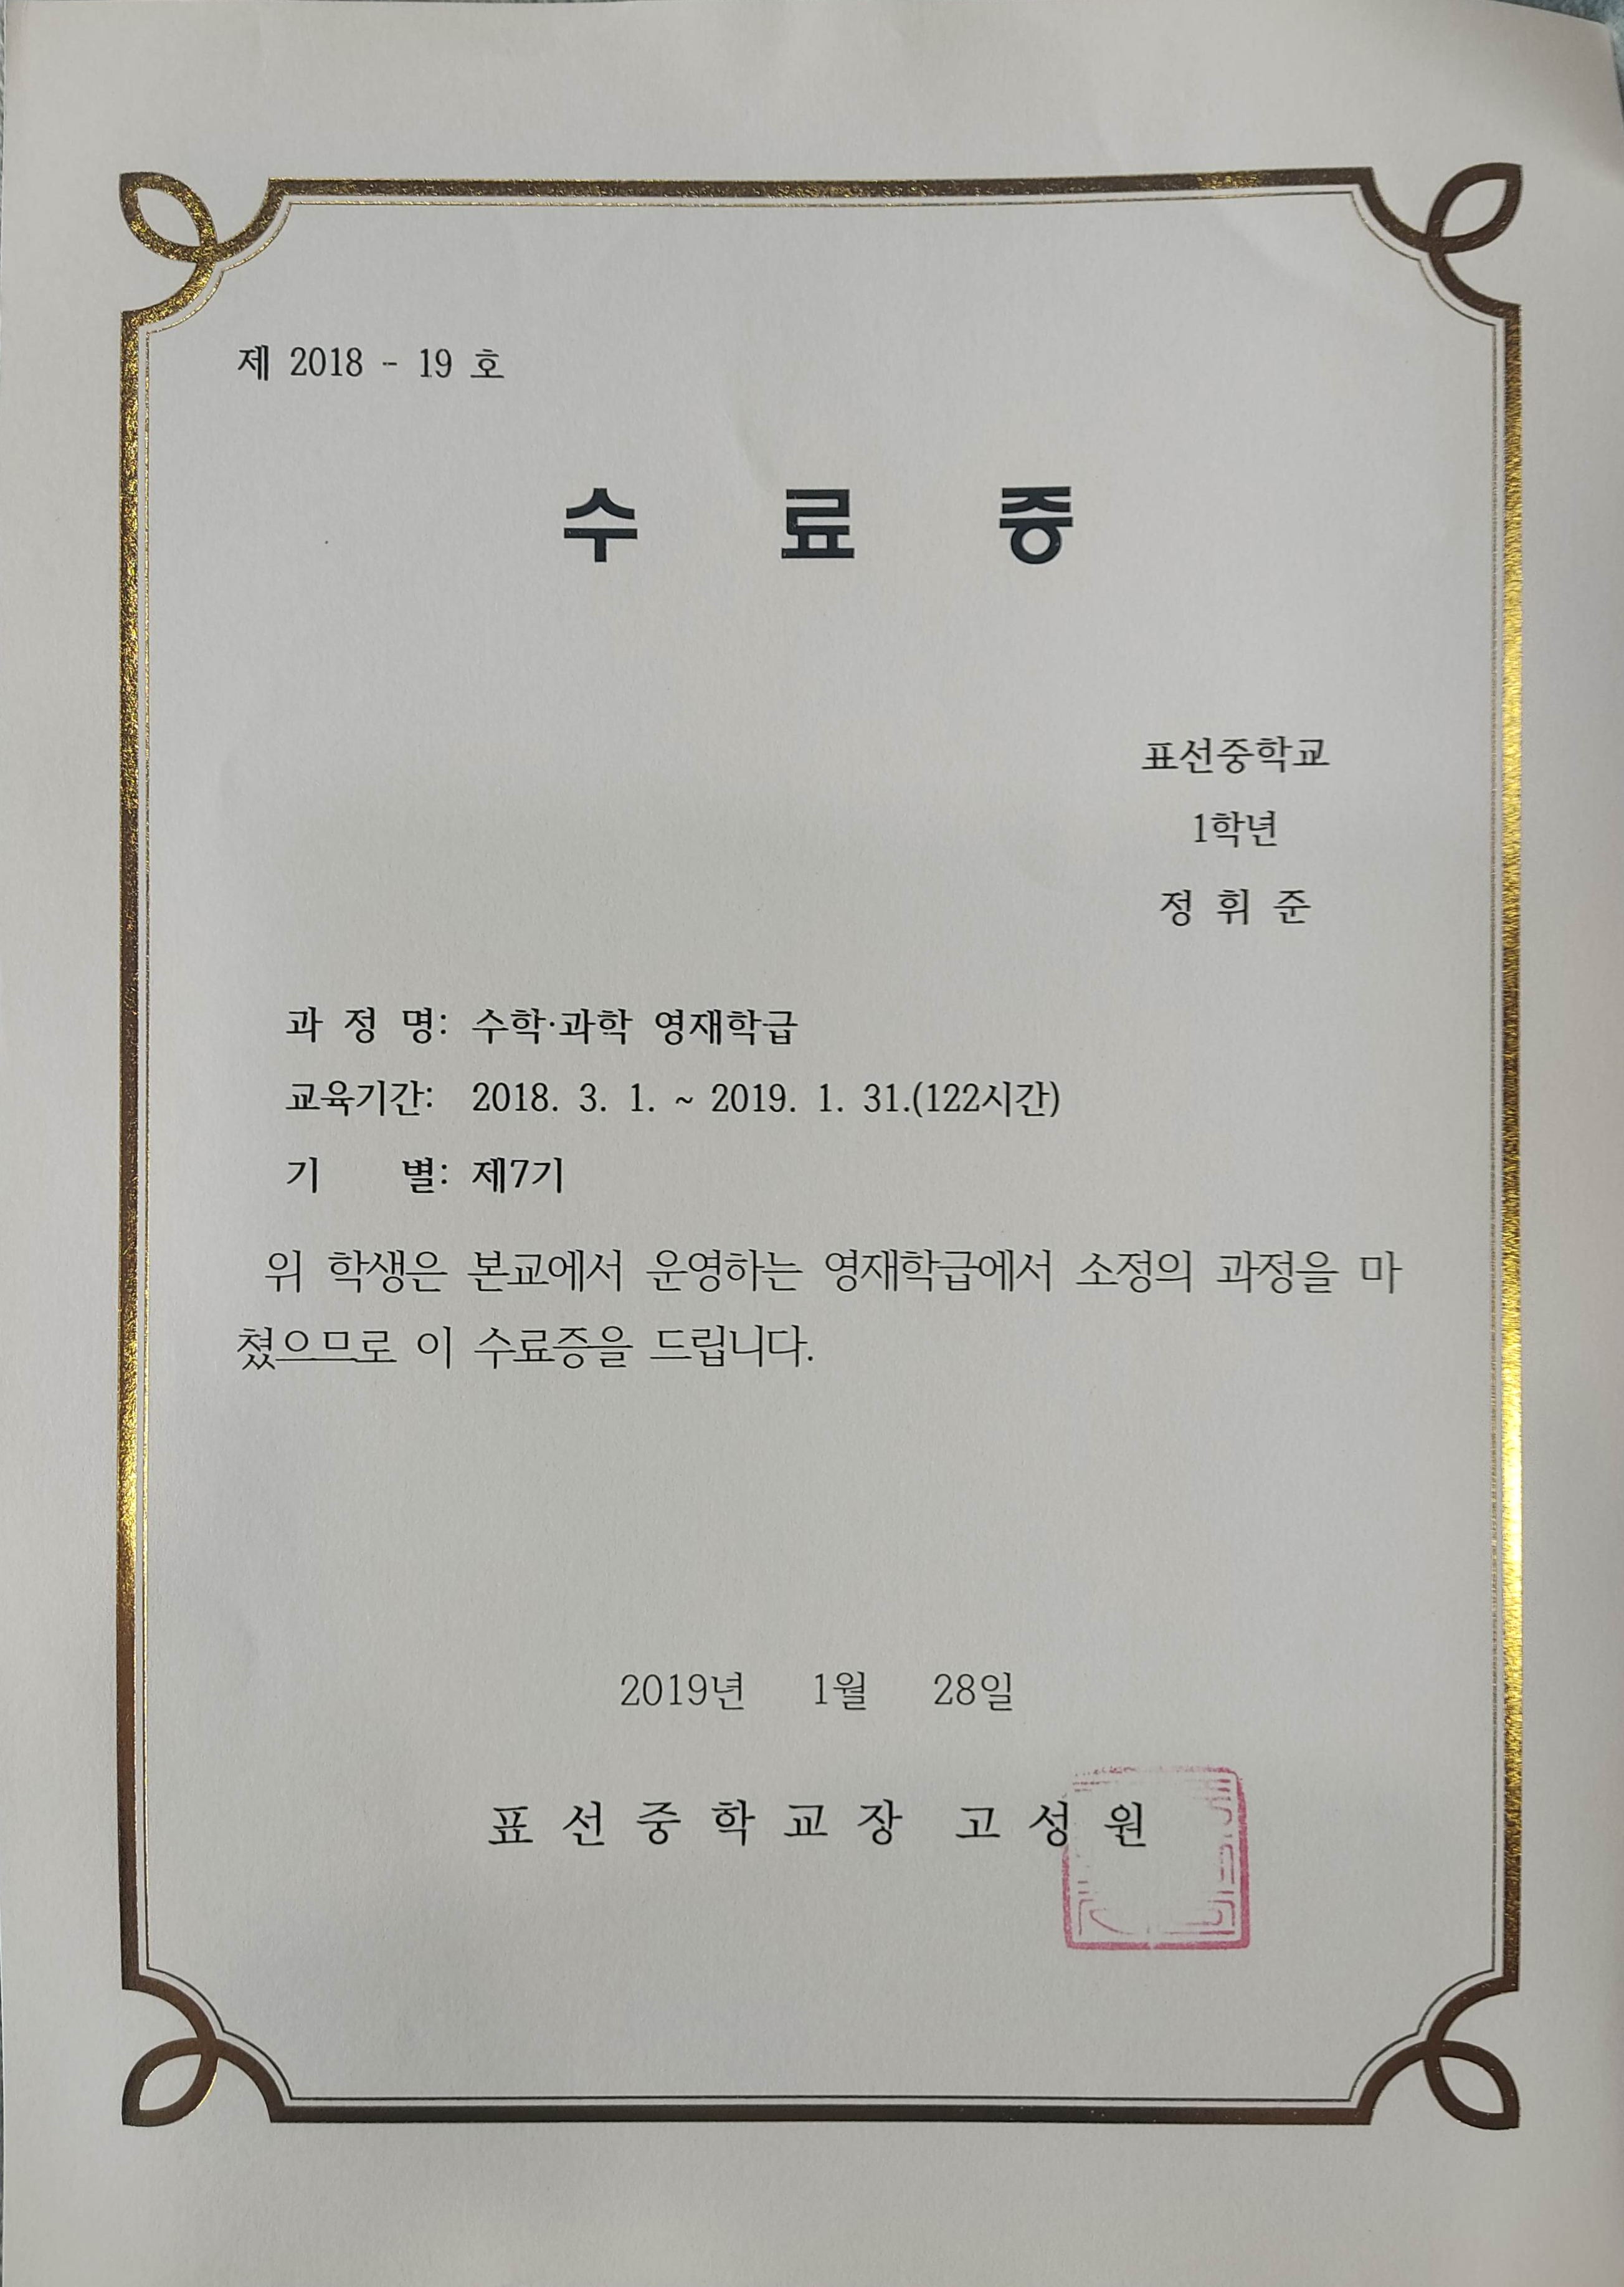 제 2018 - 19 호
수 료 증
표선중학교
1학년
정 휘 준
과 정 명: 수학·과학 영재학급
교육기간: 2018. 3. 1. ~ 2019. 1. 31.(122시간)
기 별: 제7기
위 학생은 본교에서 운영하는 영재학급에서 소정의 과정을 마
쳤으므로 이 수료증을 드립니다.
2019년 1월 28일
표 선 중 학 교 장 고 성 원